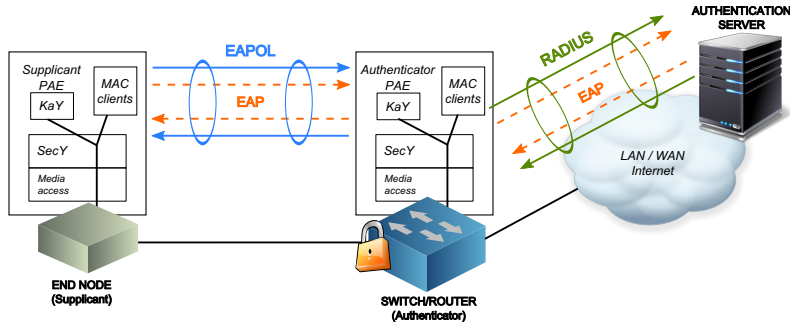 AUTHENTICATION
SERVER
Supplicant
PAE
KaY
MAC
clients
SecY
Media
access
EAPOL
EAP
Authenticator
PAE
KaY
MAC
clients
SecY
Media
access
RADIUS
EAP
LAN / WAN
Internet
END NODE
(Supplicant)
SWITCH/ROUTER
(Authenticator)